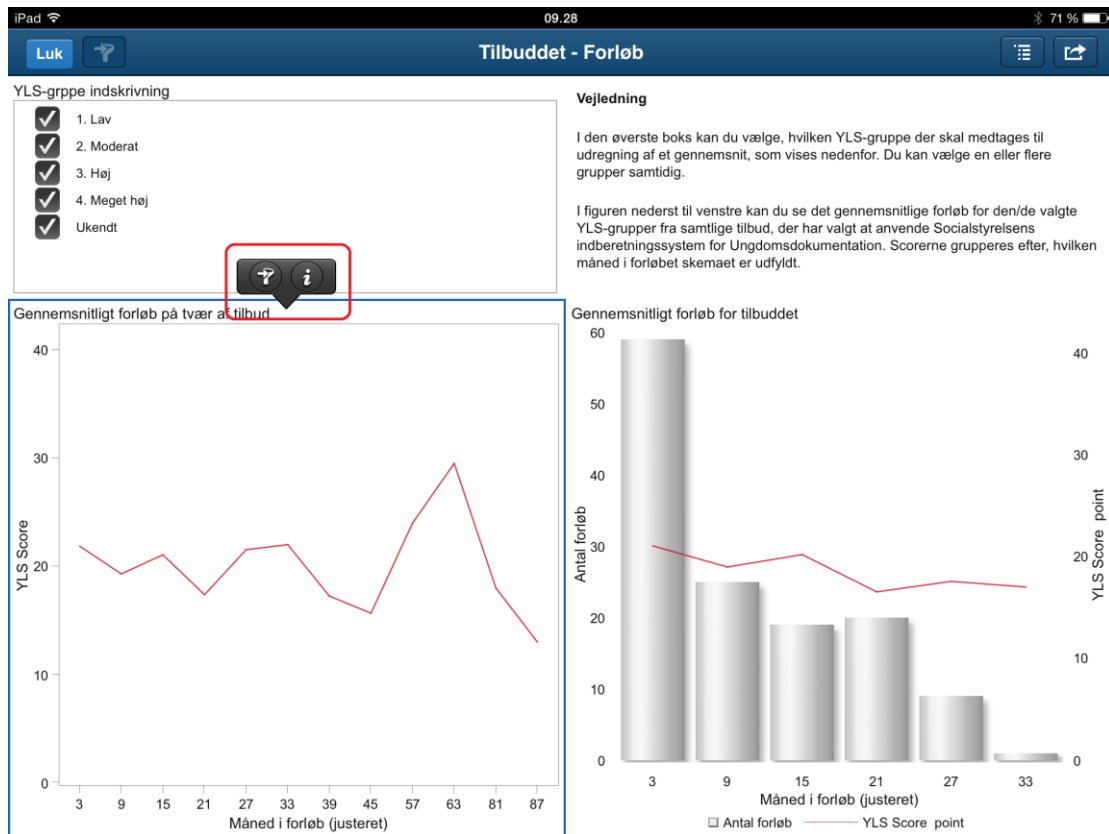 iPad 09.28 71 %
Luk Tilbuddet - Forløb
YLS-grppe indskrivning
1. Lav
2. Moderat
3. Høj
4. Meget høj
Ukendt
Vejledning
I den øverste boks kan du vælge, hvilken YLS-gruppe der skal medtages til
udregning af et gennemsnit, som vises nedenfor. Du kan vælge en eller flere
grupper samtidig.
I figuren nederst til venstre kan du se det gennemsnitlige forløb for den/de valgte
YLS-grupper fra samtlige tilbud, der har valgt at anvende Socialstyrelsens
indberetningssystem for Ungdomsdokumentation. Scorerne grupperes efter, hvilken
måned i forløbet skemaet er udfyldt.
i
Gennemsnitligt forløb på tvær af tilbud
40
30
20
10
0
YLS Score
3 9 15 21 27 33 39 45 57 63 81 87
Måned i forløb (justeret)
Gennemsnitligt forløb for tilbuddet
60
50
40
30
20
10
0
Antal forløb
40
30
20
10
0
YLS Score point
3 9 15 21 27 33
Måned i forløb (justeret)
Antal forløb YLS Score point